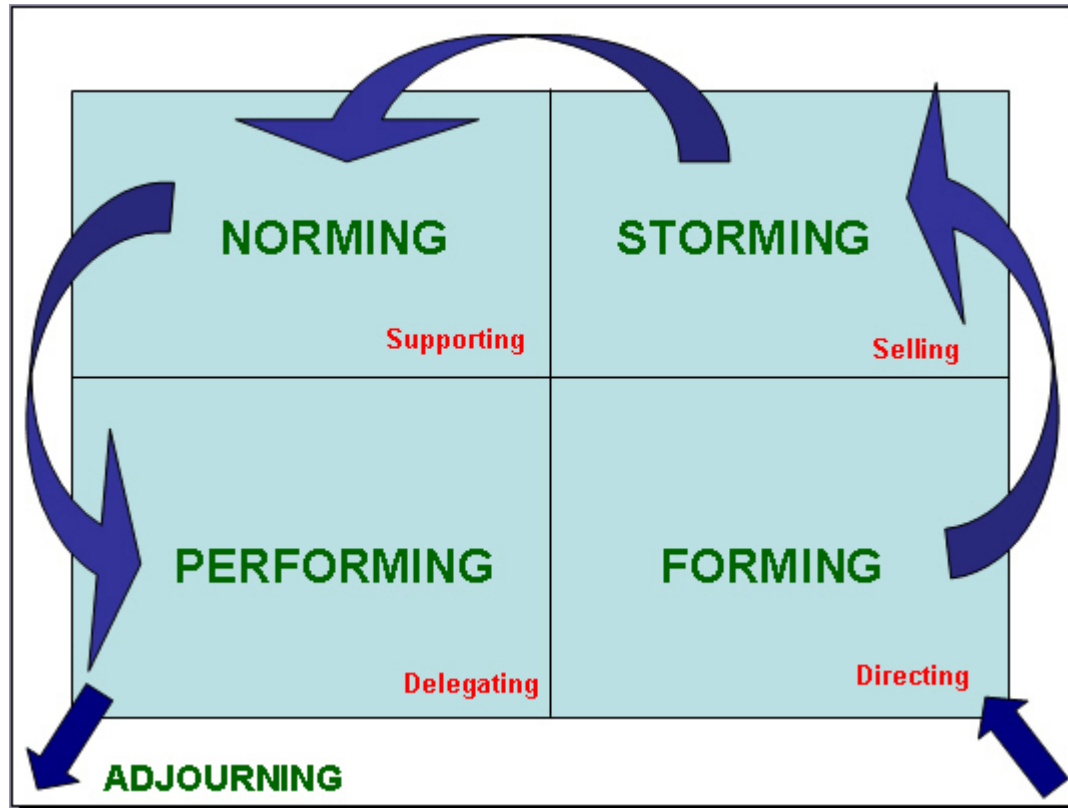 NORMING
STORMING
Supporting
Selling
PERFORMING
FORMING
Delegating
Directing
ADJOURNING